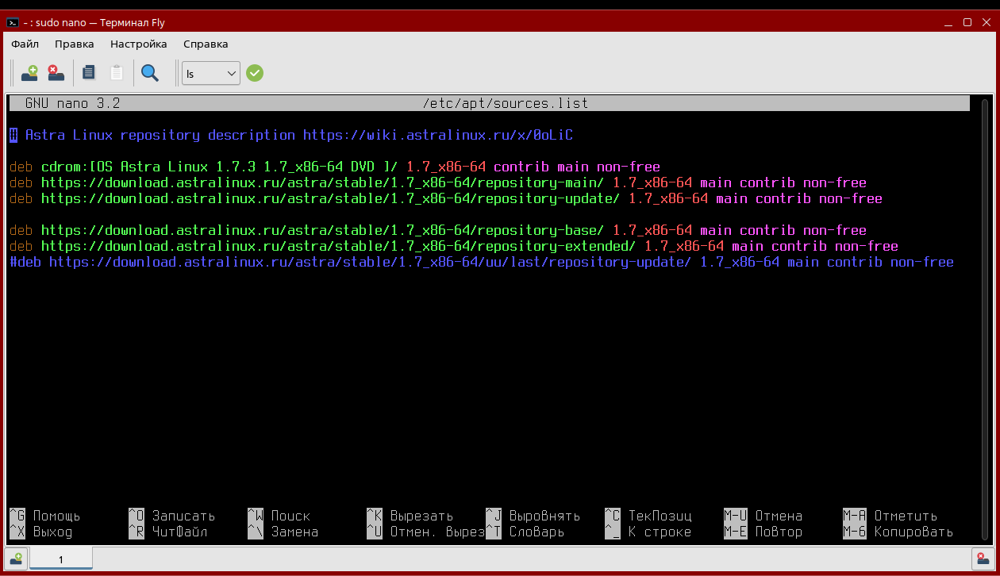 - : sudo nano — Терминал Fly
Файл Правка Настройка Справка
ls
GNU nano 3.2 /etc/apt/sources.list
# Astra Linux repository description https://wiki.astralinux.ru/x/0oLiC
deb cdrom:[OS Astra Linux 1.7.3 1.7_x86-64 DVD ]/ 1.7_x86-64 contrib main non-free
deb https://download.astralinux.ru/astra/stable/1.7_x86-64/repository-main/ 1.7_x86-64 main contrib non-free
deb https://download.astralinux.ru/astra/stable/1.7_x86-64/repository-update/ 1.7_x86-64 main contrib non-free
deb https://download.astralinux.ru/astra/stable/1.7_x86-64/repository-base/ 1.7_x86-64 main contrib non-free
deb https://download.astralinux.ru/astra/stable/1.7_x86-64/repository-extended/ 1.7_x86-64 main contrib non-free
#deb https://download.astralinux.ru/astra/stable/1.7_x86-64/uu/last/repository-update/ 1.7_x86-64 main contrib non-free
^G Помощь ^O Записать ^W Поиск ^K Вырезать ^J Выровнять ^C ТекПозиц M-U Отмена M-A Отметить
^X Выход ^R ЧитФайл ^\ Замена ^U Отмен. вырез ^T Словарь ^_ К строке M-E Повтор M-6 Копировать
1